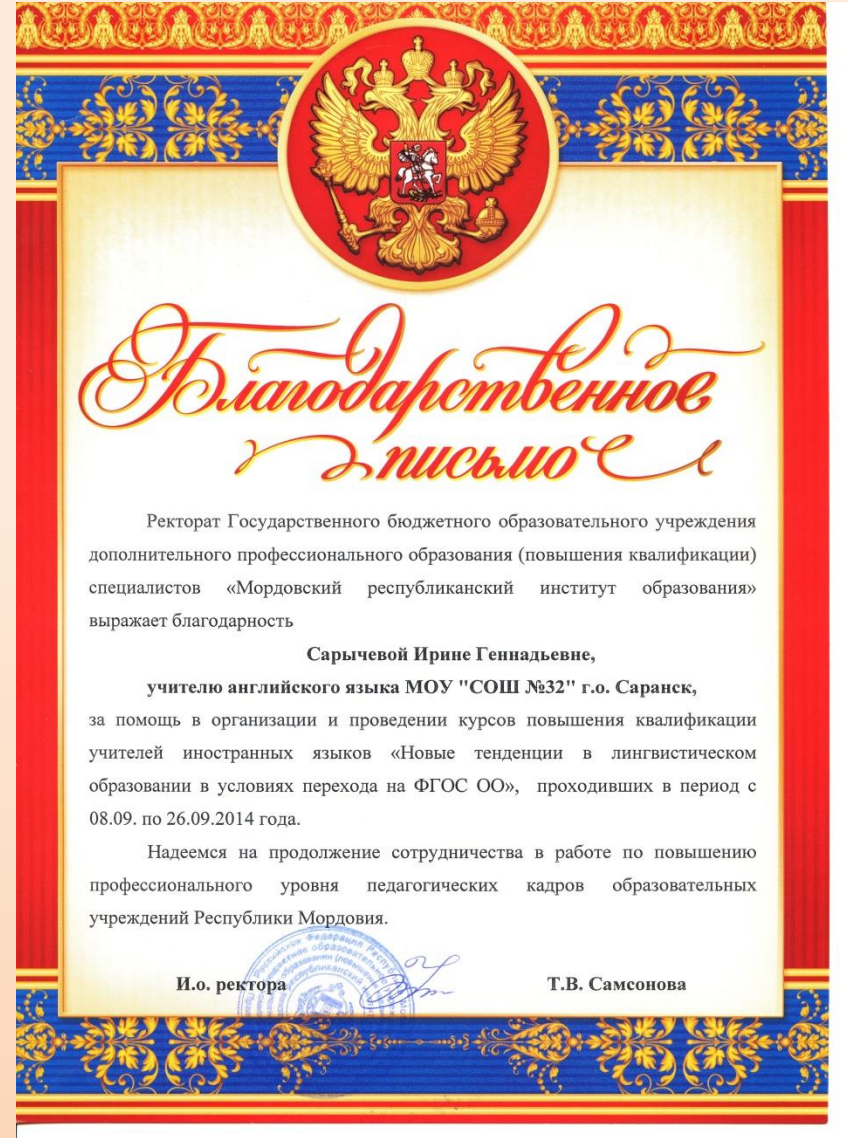 Благодарственное
письмо
Ректорат Государственного бюджетного образовательного учреждения
дополнительного профессионального образования (повышения квалификации)
специалистов «Мордовский республиканский институт образования»
выражает благодарность
Сарычевой Ирине Геннадьевне,
учителю английского языка МОУ "СОШ №32" г.о. Саранск,
за помощь в организации и проведении курсов повышения квалификации
учителей иностранных языков «Новые тенденции в лингвистическом
образовании в условиях перехода на ФГОС ОО», проходивших в период с
08.09. по 26.09.2014 года.
Надеемся на продолжение сотрудничества в работе по повышению
профессионального уровня педагогических кадров образовательных
учреждений Республики Мордовия.
И.о. ректора Т.В. Самсонова